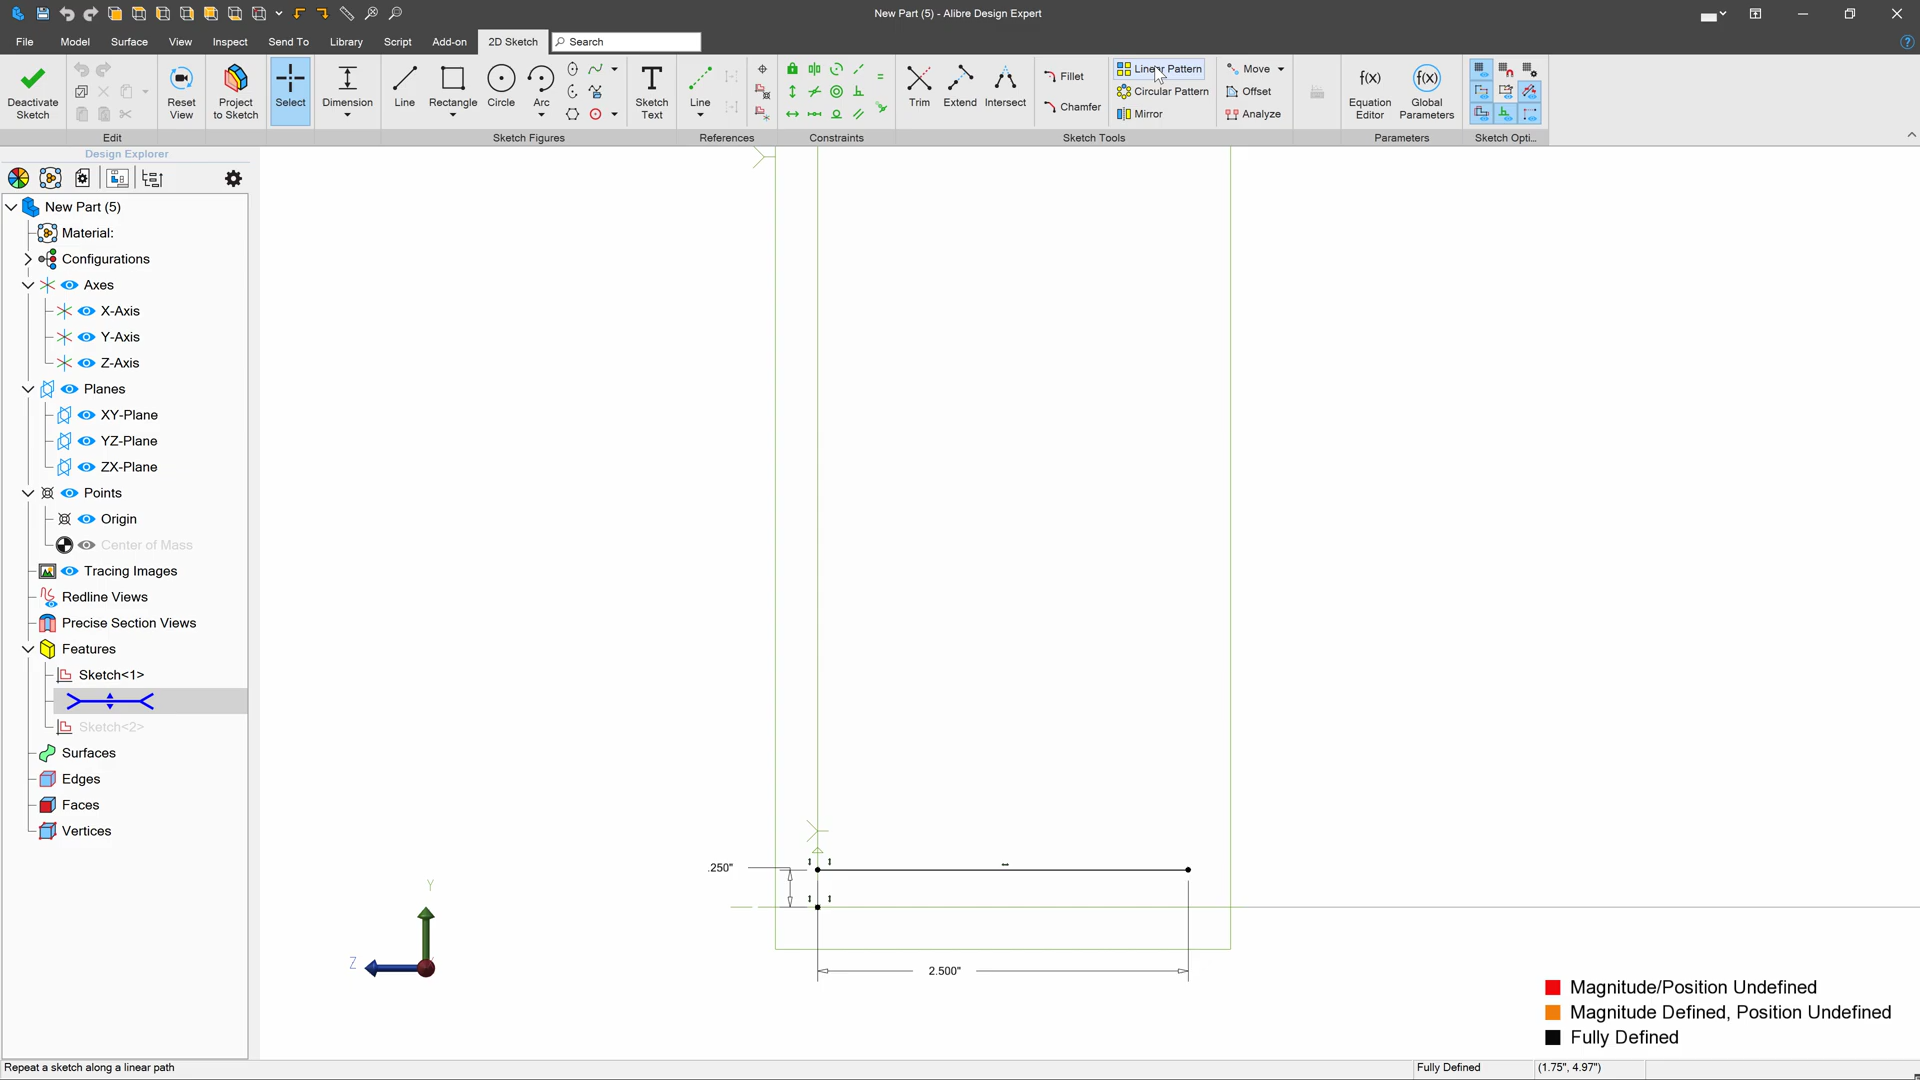 New Part (5) - Alibre Design Expert
File Model Surface View Inspect Send To Library Script Add-on 2D Sketch Search
Deactivate Sketch
Edit
Reset View
Project to Sketch
Select
Dimension
Line
Rectangle
Circle
Arc
Sketch Figures
Sketch Text
Line
References
Constraints
Trim
Extend
Intersect
Fillet
Chamfer
Linear Pattern
Circular Pattern
Mirror
Move
Offset
Analyze
Sketch Tools
f(x)
Equation Editor
(x)
Global Parameters
Parameters
Sketch Opti...
Design Explorer
New Part (5)
Material:
Configurations
Axes
X-Axis
Y-Axis
Z-Axis
Planes
XY-Plane
YZ-Plane
ZX-Plane
Points
Origin
Center of Mass
Tracing Images
Redline Views
Precise Section Views
Features
Sketch<1>
Sketch<2>
Surfaces
Edges
Faces
Vertices
.250"
2.500"
Y
Z
Magnitude/Position Undefined
Magnitude Defined, Position Undefined
Fully Defined
Repeat a sketch along a linear path
Fully Defined
(1.75", 4.97")